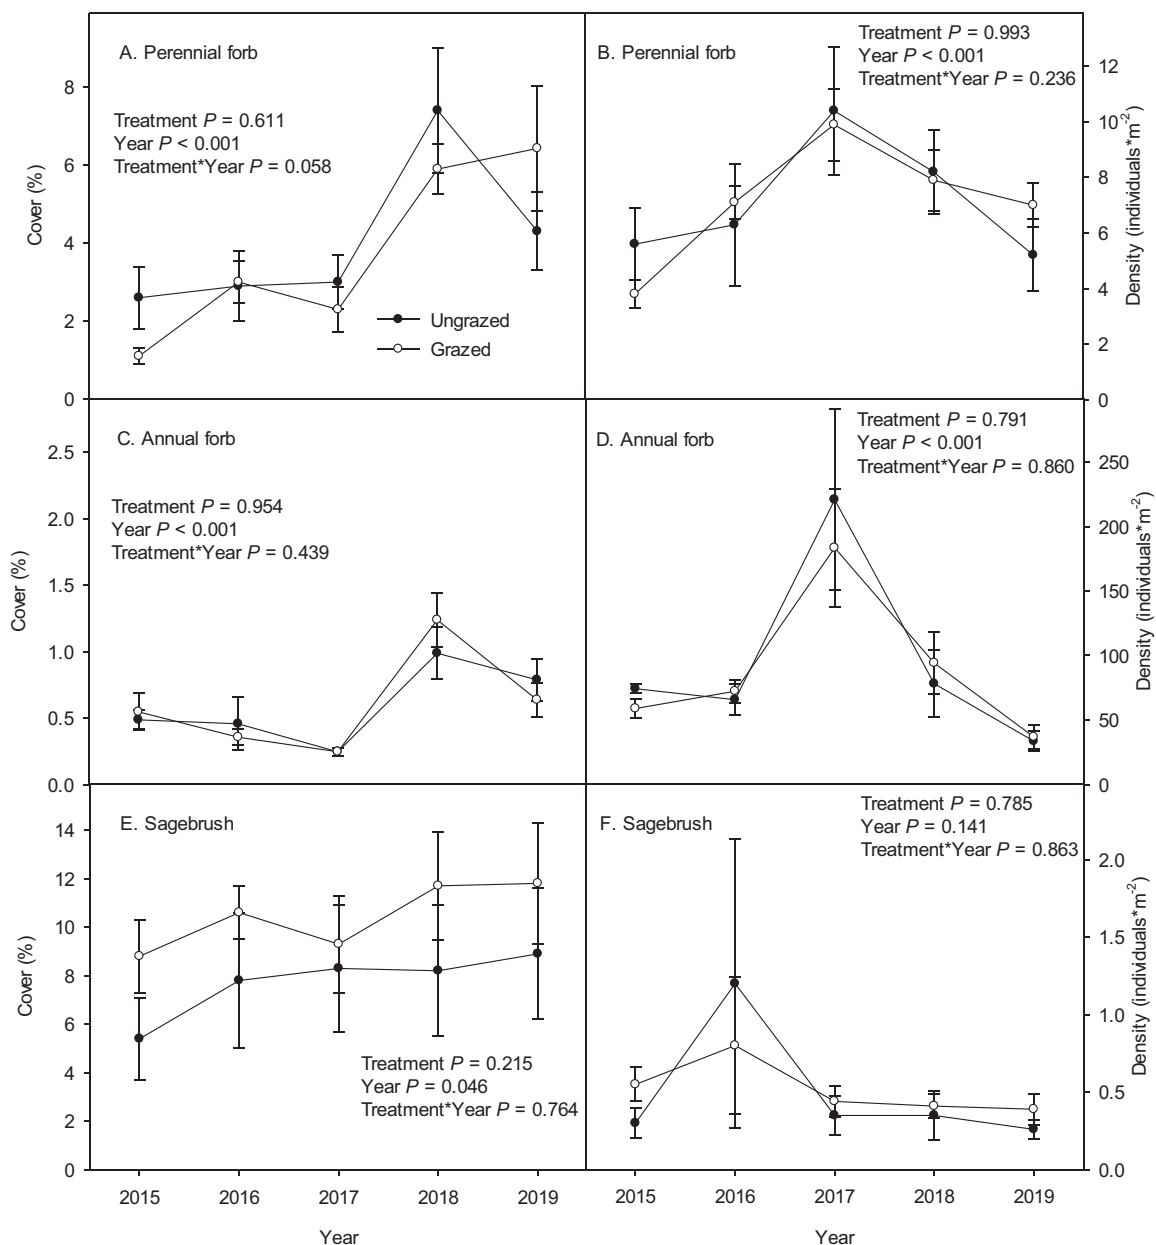 A. Perennial forb
Treatment P = 0.611
Year P < 0.001
Treatment*Year P = 0.058
Ungrazed
Grazed
Cover (%)
8
6
4
2
0
B. Perennial forb
Treatment P = 0.993
Year P < 0.001
Treatment*Year P = 0.236
12
10
8
6
4
2
0
Density (individuals*m-2)
C. Annual forb
Treatment P = 0.954
Year P < 0.001
Treatment*Year P = 0.439
Cover (%)
2.5
2.0
1.5
1.0
0.5
0.0
D. Annual forb
Treatment P = 0.791
Year P < 0.001
Treatment*Year P = 0.860
250
200
150
100
50
0
Density (individuals*m-2)
E. Sagebrush
Treatment P = 0.215
Year P = 0.046
Treatment*Year P = 0.764
Cover (%)
14
12
10
8
6
4
2
0
2015 2016 2017 2018 2019
Year
F. Sagebrush
Treatment P = 0.785
Year P = 0.141
Treatment*Year P = 0.863
2.0
1.5
1.0
0.5
0.0
Density (individuals*m-2)
2015 2016 2017 2018 2019
Year